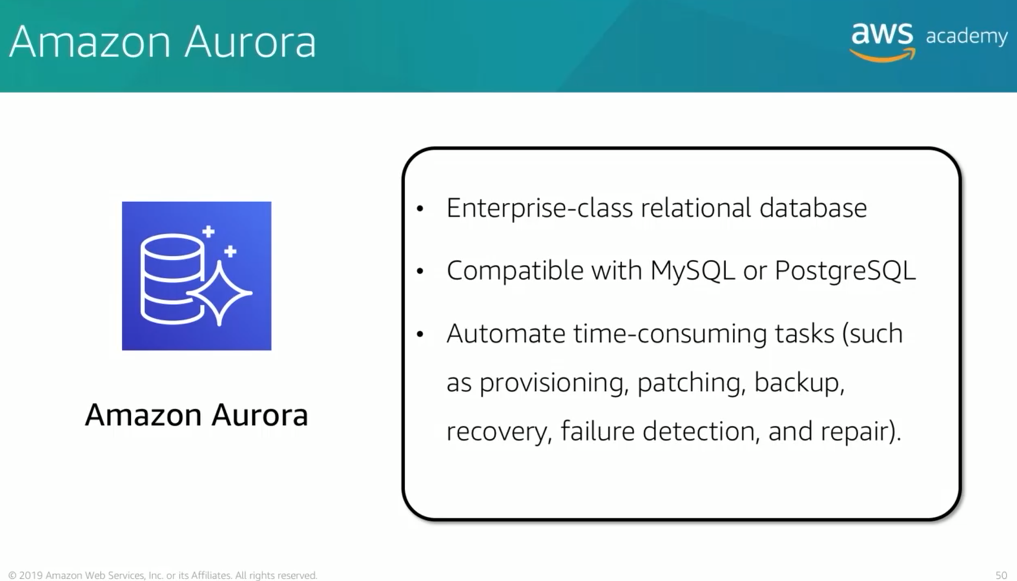 Amazon Aurora
aws academy
• Enterprise-class relational database
• Compatible with MySQL or PostgreSQL
• Automate time-consuming tasks (such
as provisioning, patching, backup,
recovery, failure detection, and repair).
Amazon Aurora
© 2019 Amazon Web Services, Inc. or its Affiliates. All rights reserved.
50